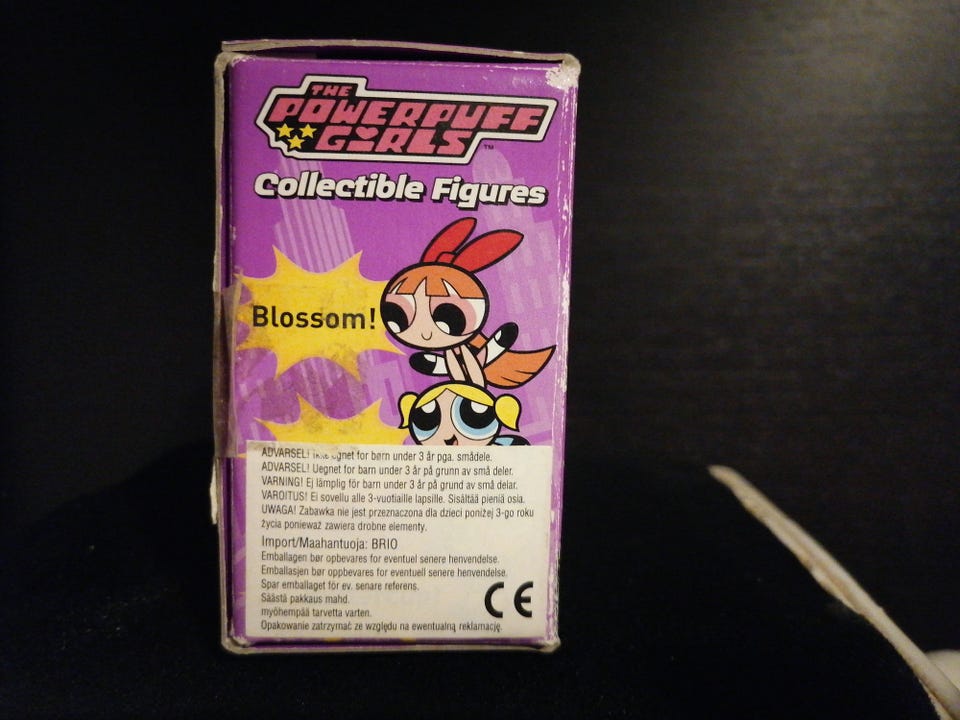 THE
POWERPUFF
GIRLS™
Collectible Figures
Blossom!
ADVARSEL! Ikke egnet for børn under 3 år pga. smådele.
ADVARSEL! Uegnet for barn under 3 år på grunn av små deler.
VARNING! Ej lämplig för barn under 3 år på grund av små delar.
VAROITUS! Ei sovellu alle 3-vuotiaille lapsille. Sisältää pieniä osia.
UWAGA! Zabawka nie jest przeznaczona dla dzieci poniżej 3-go roku
życia ponieważ zawiera drobne elementy.
Import/Maahantuoja: BRIO
Emballagen bør opbevares for eventuel senere henvendelse.
Emballasjen bør oppbevares for eventuell senere henvendelse.
Spar emballaget för ev. senare referens.
Säästä pakkaus mahd.
myöhempää tarvetta varten.
Opakowanie zatrzymać ze względu na ewentualną reklamację.
CE